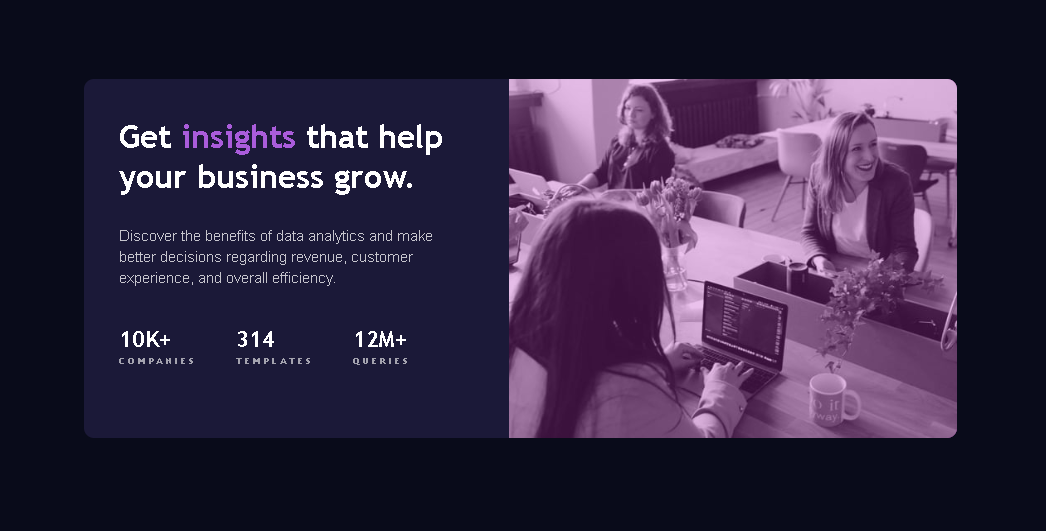 Get insights that help
your business grow.
Discover the benefits of data analytics and make
better decisions regarding revenue, customer
experience, and overall efficiency.
10K+ 314 12M+
COMPANIES TEMPLATES QUERIES